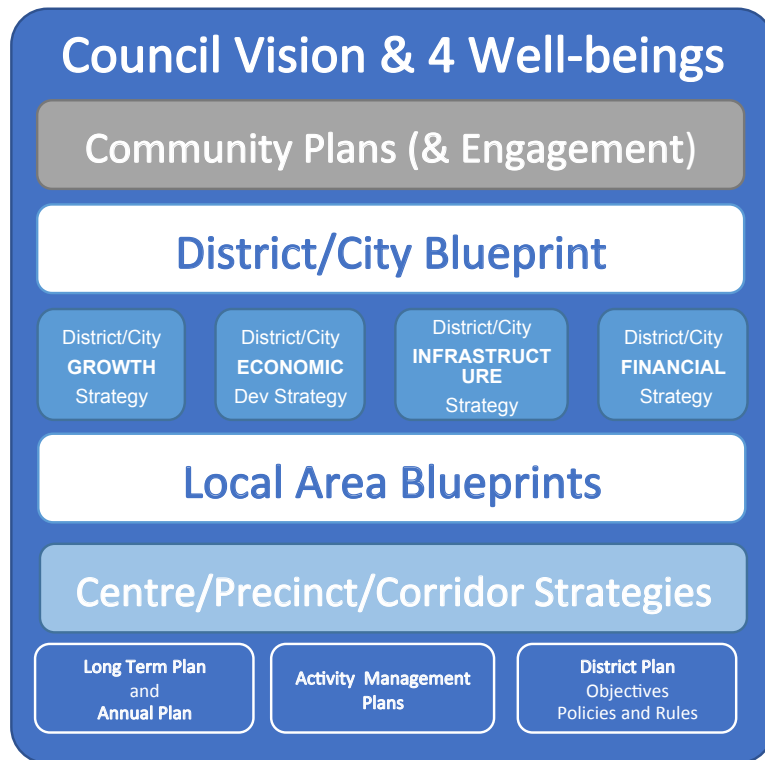 Council Vision & 4 Well-beings
Community Plans (& Engagement)
District/City Blueprint
District/City
GROWTH
Strategy
District/City
ECONOMIC
Dev Strategy
District/City
INFRASTRUCT
URE
Strategy
District/City
FINANCIAL
Strategy
Local Area Blueprints
Centre/Precinct/Corridor Strategies
Long Term Plan
and
Annual Plan
Activity Management
Plans
District Plan
Objectives
Policies and Rules